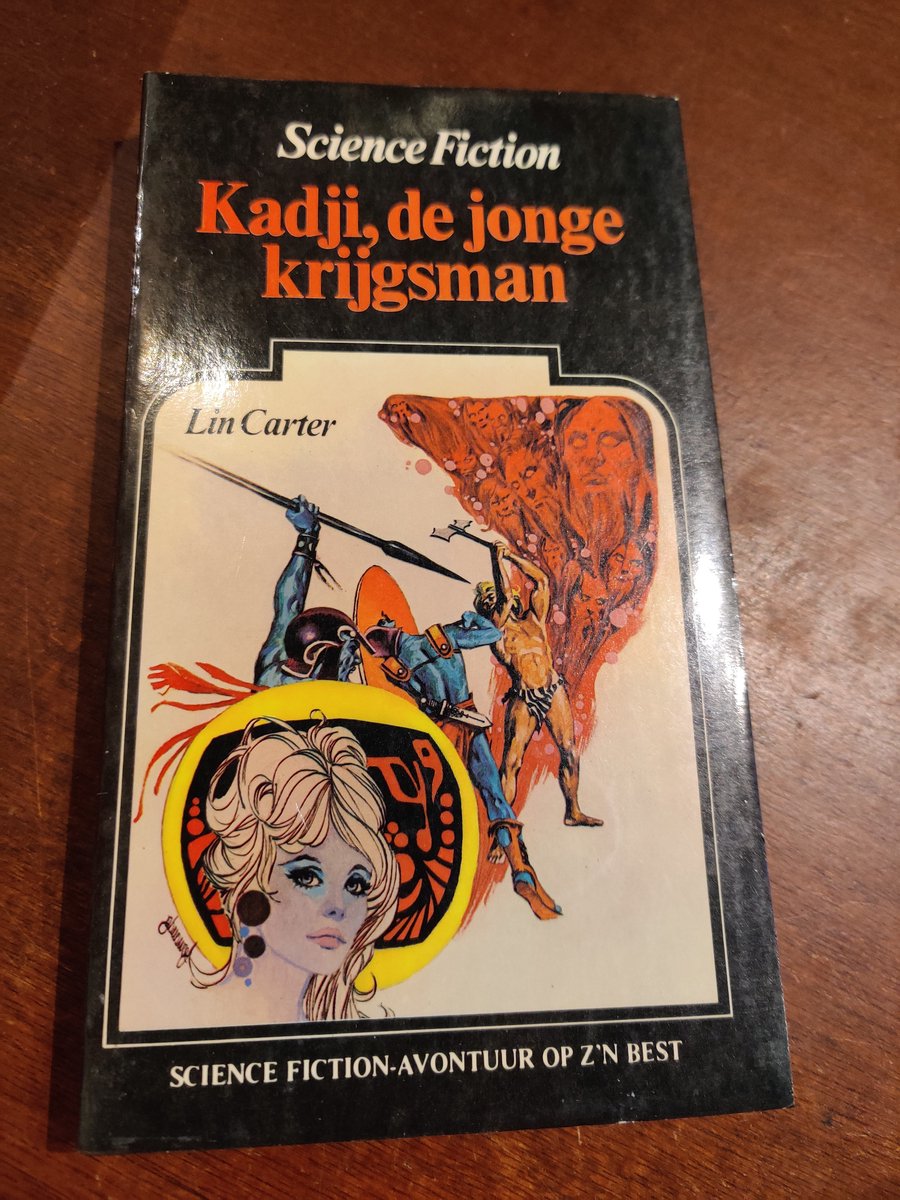 Science Fiction
Kadji, de jonge
krijgsman
Lin Carter
SCIENCE FICTION-AVONTUUR OP Z'N BEST